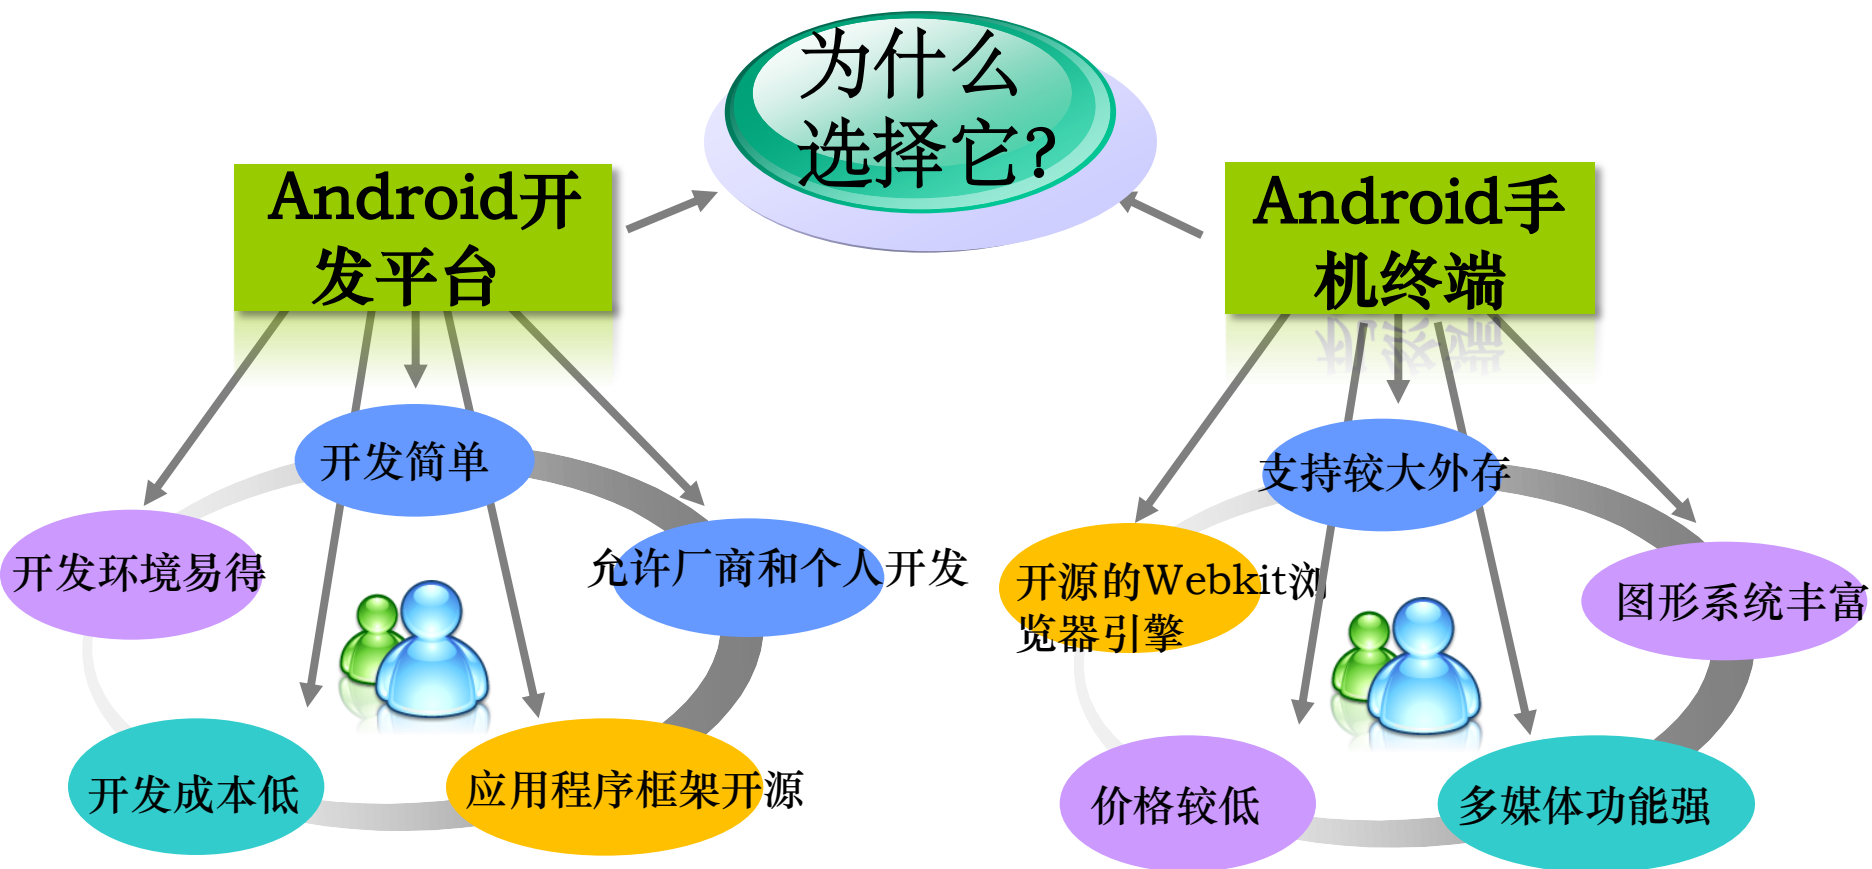 为什么
选择它?
Android开
发平台
Android手
机终端
开发简单
开发环境易得
允许厂商和个人开发
开发成本低
应用程序框架开源
支持较大外存
开源的Webkit浏
览器引擎
图形系统丰富
价格较低
多媒体功能强